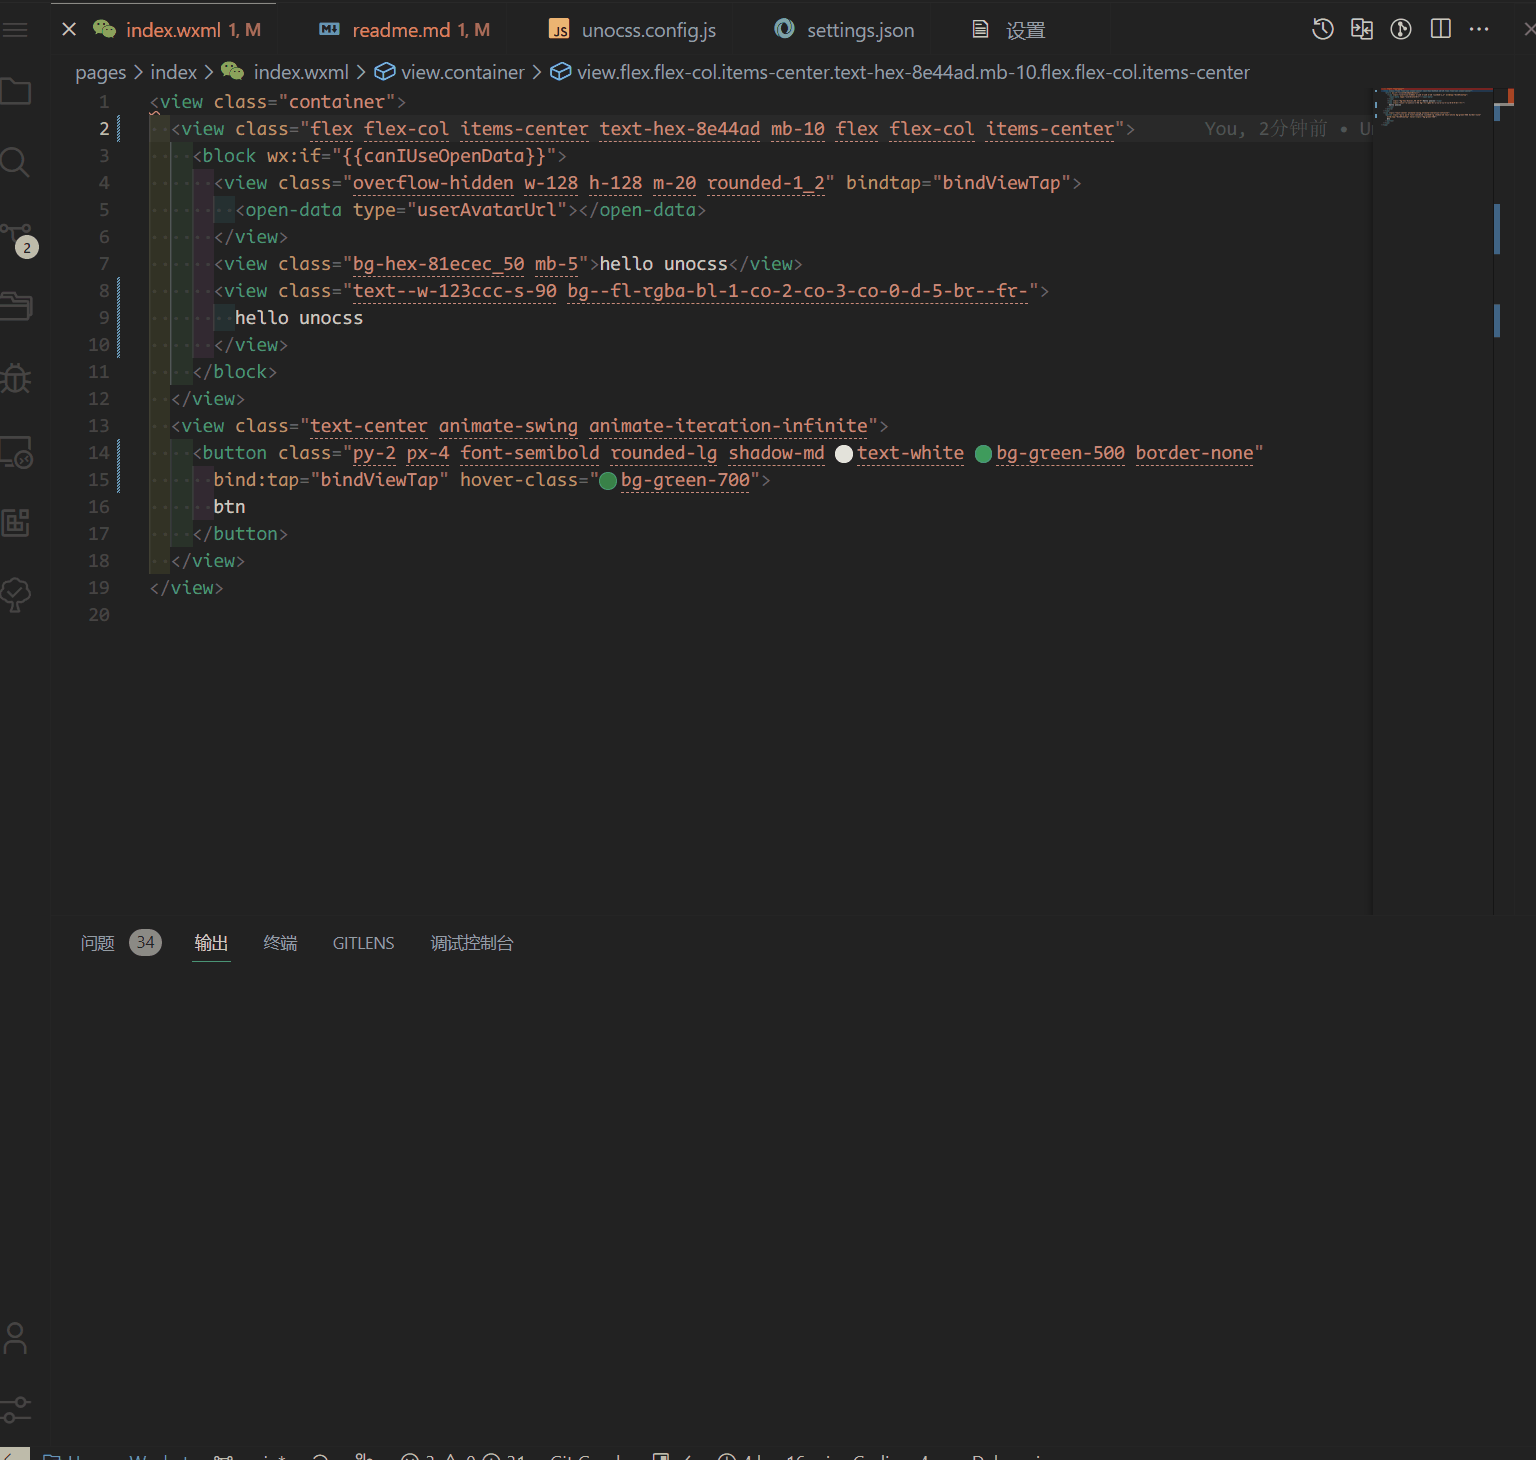 index.wxml 1, M readme.md 1, M unocss.config.js settings.json 设置
pages > index > index.wxml > view.container > view.flex.flex-col.items-center.text-hex-8e44ad.mb-10.flex.flex-col.items-center
1 <view class="container">
2 <view class="flex flex-col items-center text-hex-8e44ad mb-10 flex flex-col items-center"> You, 2分钟前 •
3 <block wx:if="{{canIUseOpenData}}">
4 <view class="overflow-hidden w-128 h-128 m-20 rounded-1_2" bindtap="bindViewTap">
5 <open-data type="userAvatarUrl"></open-data>
6 </view>
7 <view class="bg-hex-81ecec_50 mb-5">hello unocss</view>
8 <view class="text--w-123ccc-s-90 bg--fl-rgba-bl-1-co-2-co-3-co-0-d-5-br--fr-">
9 hello unocss
10 </view>
11 </block>
12 </view>
13 <view class="text-center animate-swing animate-iteration-infinite">
14 <button class="py-2 px-4 font-semibold rounded-lg shadow-md text-white bg-green-500 border-none"
15 bind:tap="bindViewTap" hover-class="bg-green-700">
16 btn
17 </button>
18 </view>
19 </view>
20
2
问题 34 输出 终端 GITLENS 调试控制台